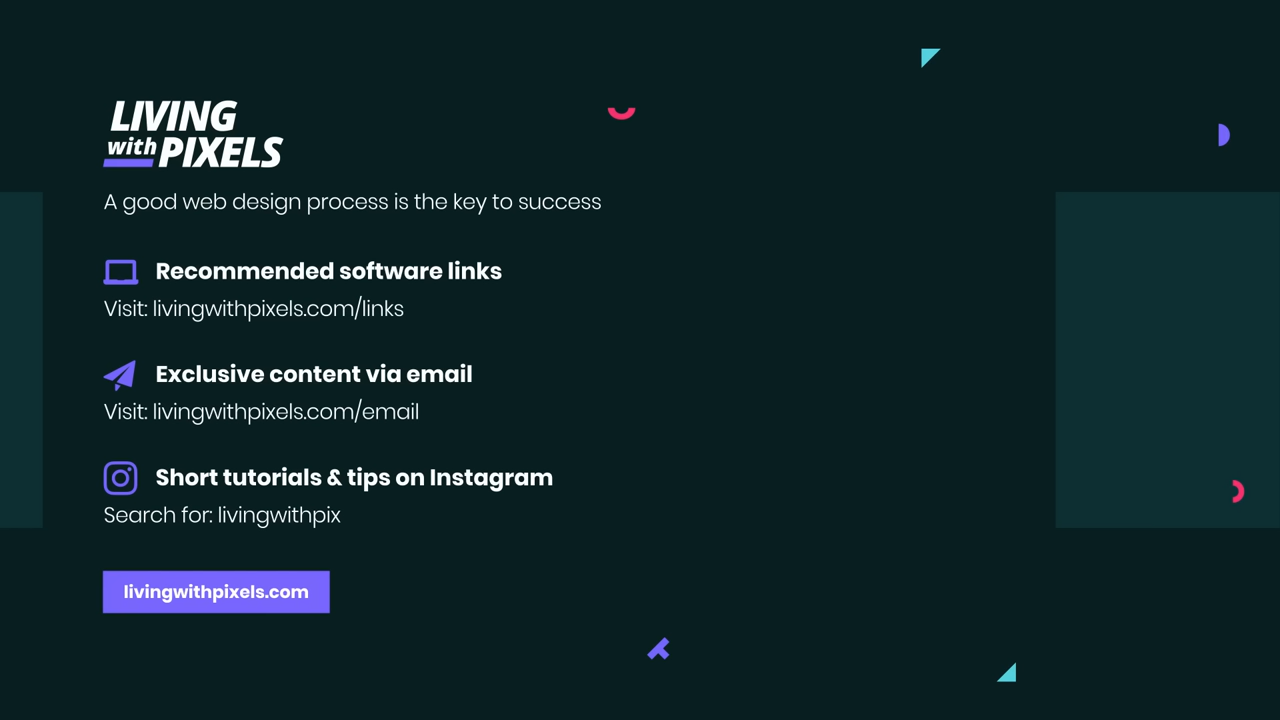 LIVING
with PIXELS
A good web design process is the key to success
Recommended software links
Visit: livingwithpixels.com/links
Exclusive content via email
Visit: livingwithpixels.com/email
Short tutorials & tips on Instagram
Search for: livingwithpix
livingwithpixels.com